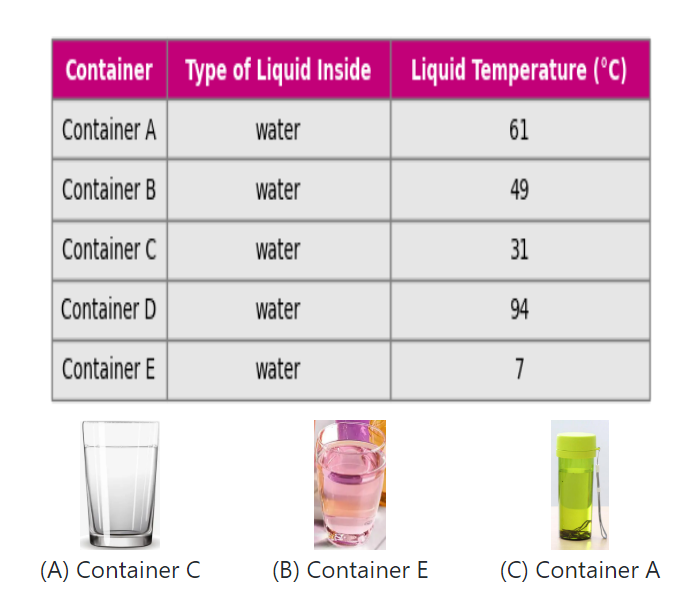 Container Type of Liquid Inside Liquid Temperature (°C)
Container A water 61
Container B water 49
Container C water 31
Container D water 94
Container E water 7
(A) Container C (B) Container E (C) Container A